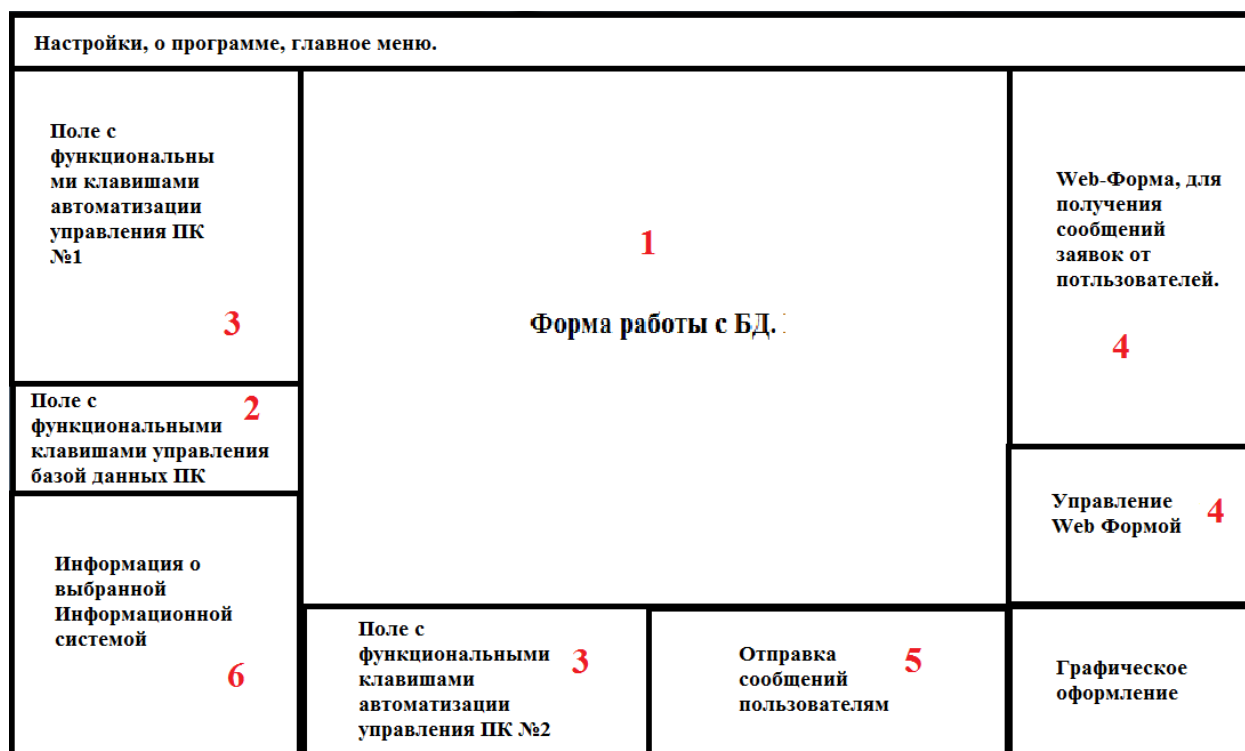 Настройки, о программе, главное меню.
Поле с
функциональны
ми клавишами
автоматизации
управления ПК
№1
3
Поле с
функциональными
клавишами управления
базой данных ПК
2
Информация о
выбранной
Информационной
системой
6
1
Форма работы с БД.
Поле с
функциональными
клавишами
автоматизации
управления ПК №2
3
Отправка
сообщений
пользователям
5
Web-Форма, для
получения
сообщений
заявок от
потльзователей.
4
Управление
Web Формой
4
Графическое
оформление